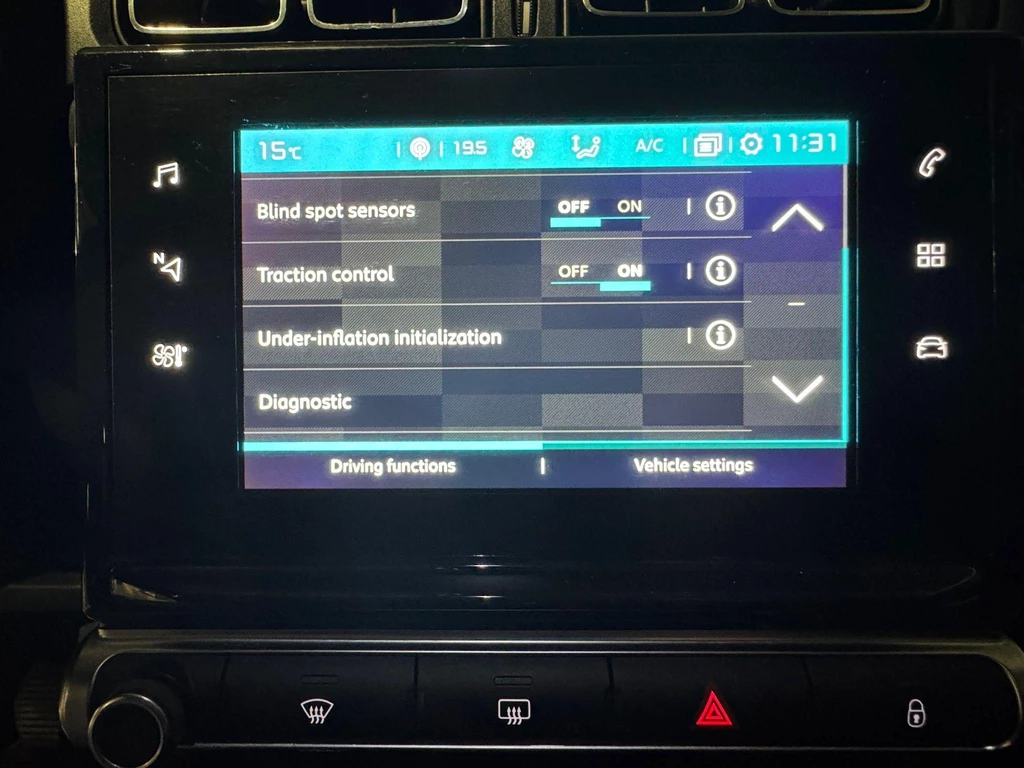 15°C 19.5 A/C 11:31
Blind spot sensors OFF ON
Traction control OFF ON
Under-inflation initialization
Diagnostic
Driving functions Vehicle settings
N